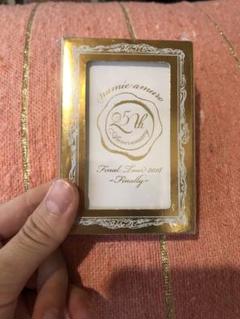 namie amuro
25th
Anniversary
Final Tour 2018
~Finally~